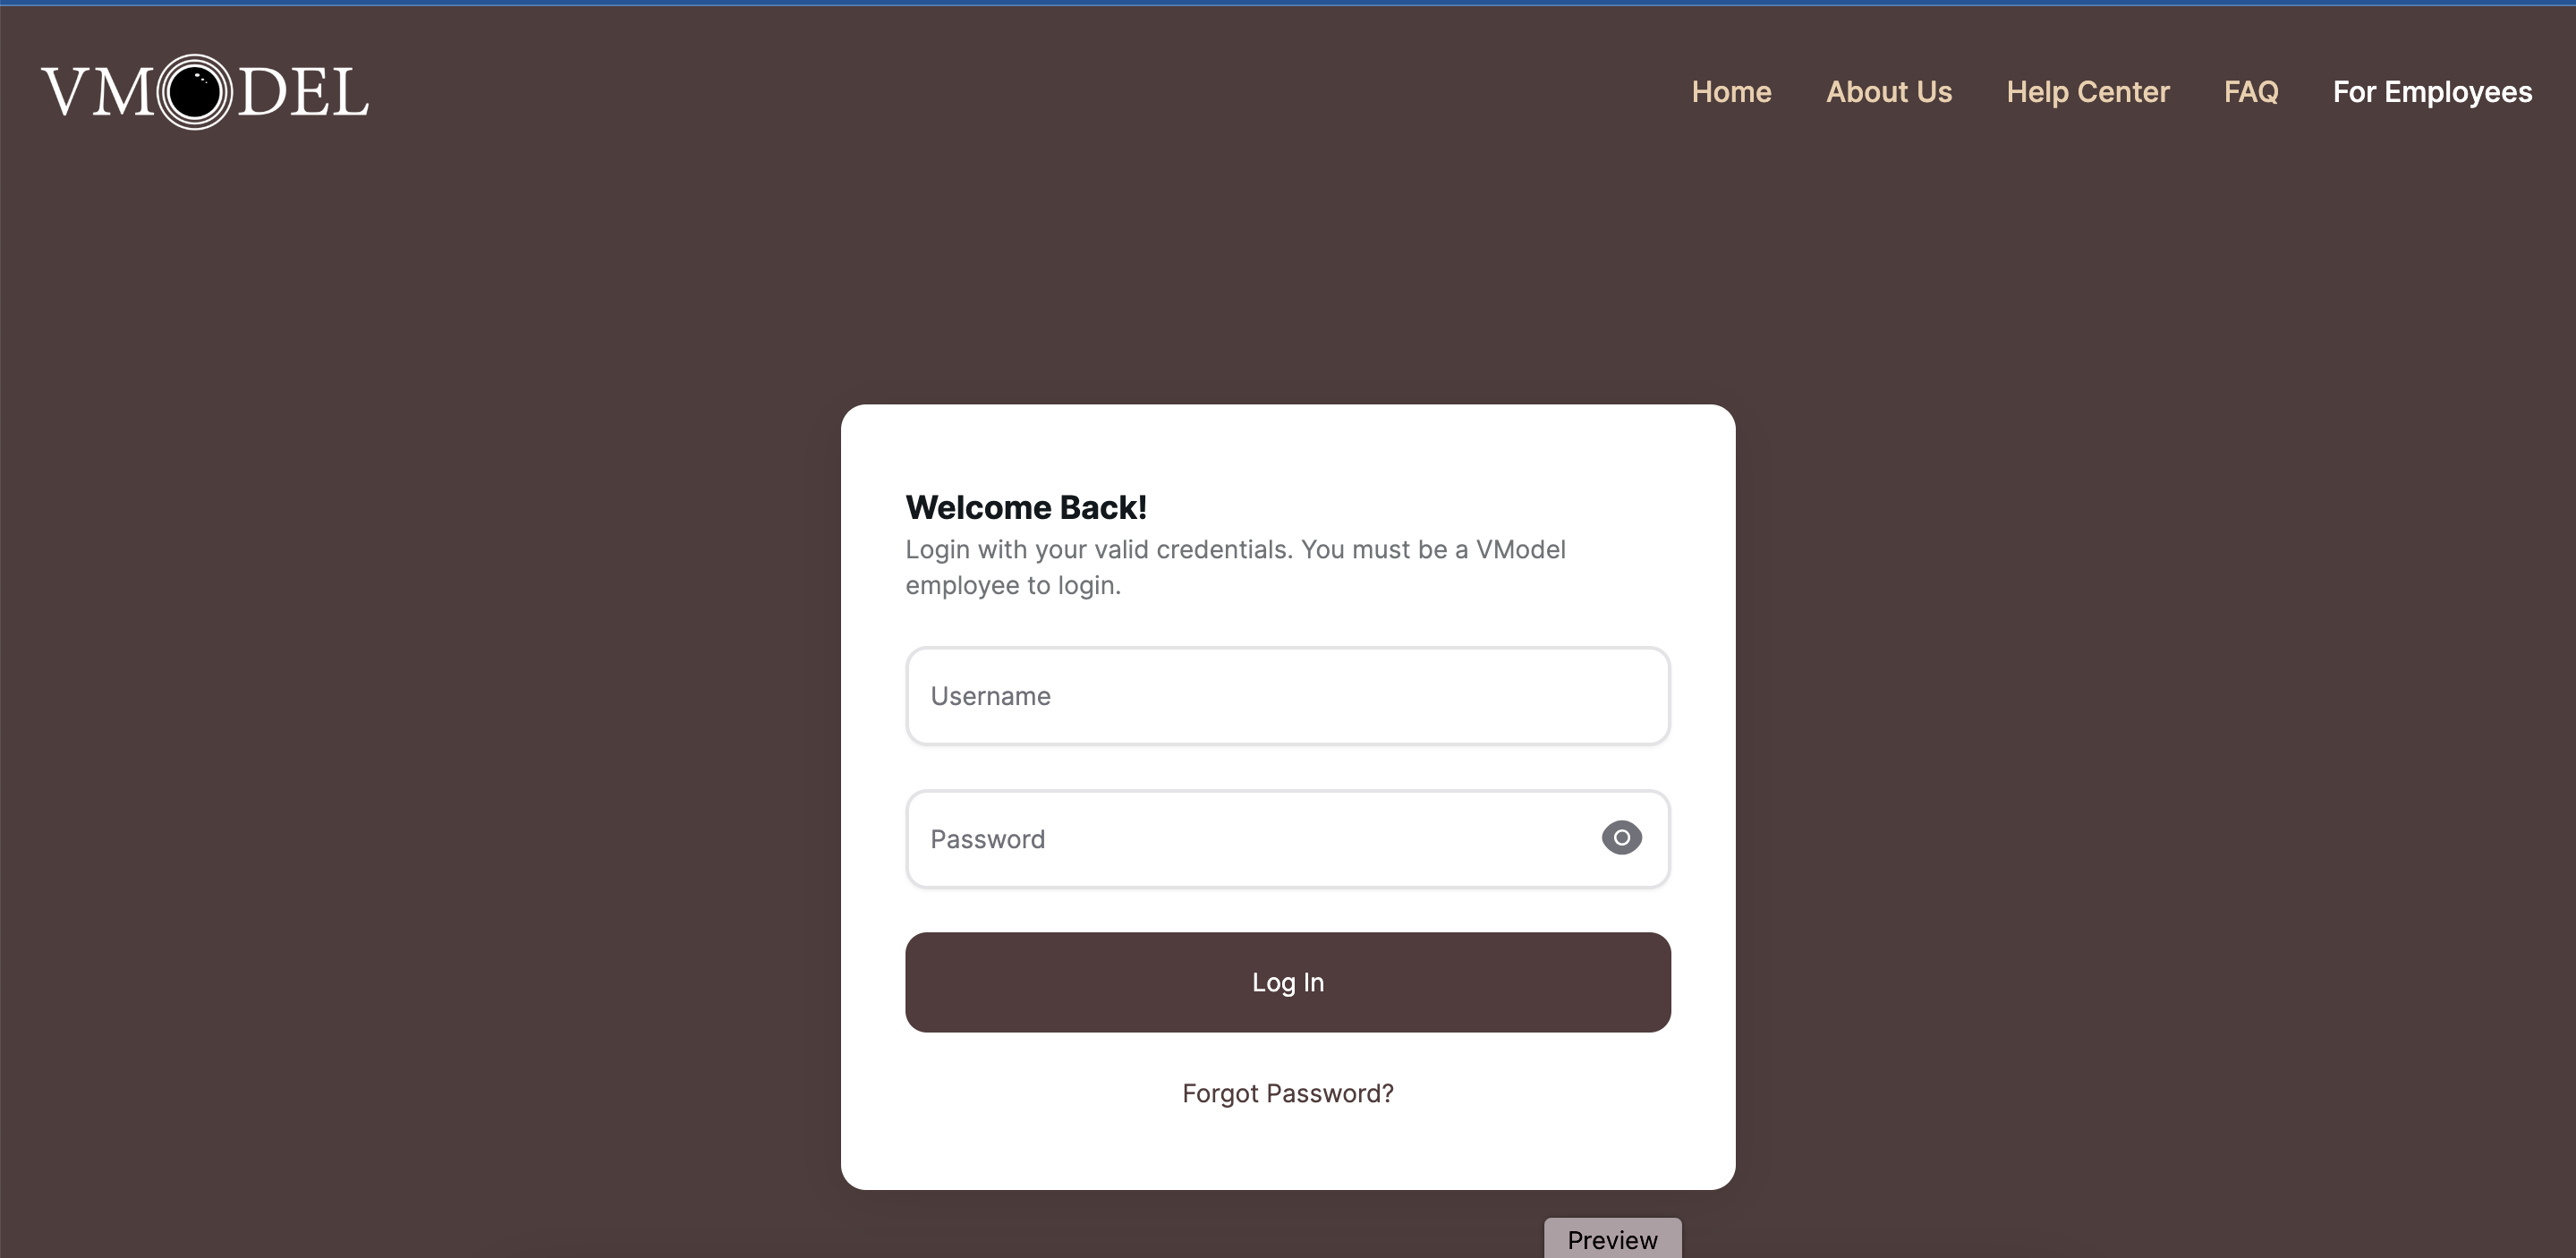 VMODEL
Home About Us Help Center FAQ For Employees
Welcome Back!
Login with your valid credentials. You must be a VModel
employee to login.
Username
Password
Log In
Forgot Password?
Preview